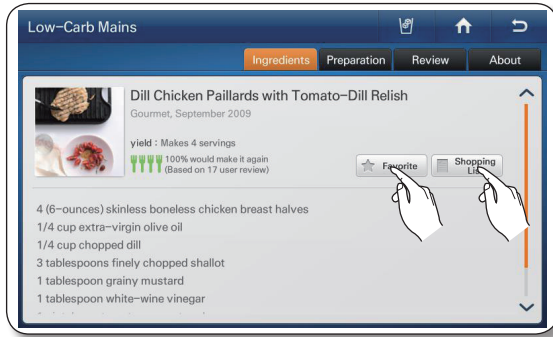 Low-Carb Mains
Ingredients Preparation Review About
Dill Chicken Paillards with Tomato-Dill Relish
Gourmet, September 2009
yield : Makes 4 servings
100% would make it again
(Based on 17 user review)
Favorite
Shopping
List
4 (6-ounces) skinless boneless chicken breast halves
1/4 cup extra-virgin olive oil
1/4 cup chopped dill
3 tablespoons finely chopped shallot
1 tablespoon grainy mustard
1 tablespoon white-wine vinegar